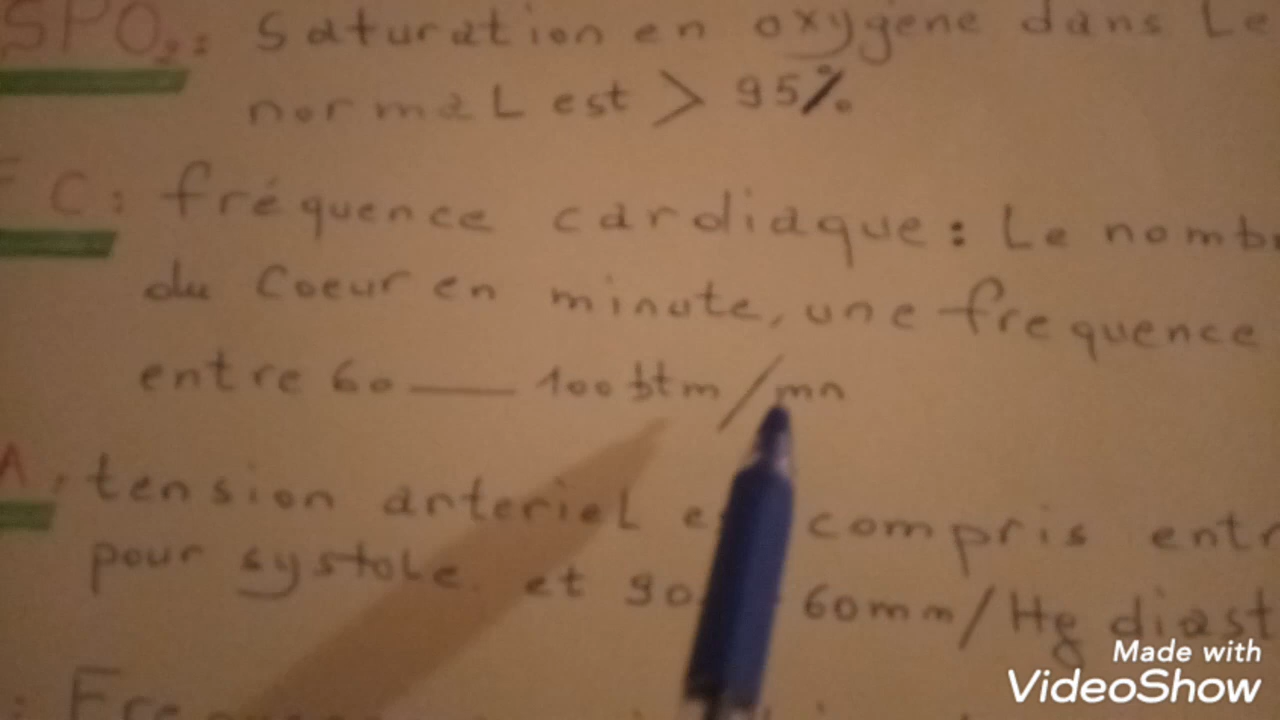 SPO₂: Saturation en oxygène dans Le
normal est > 95%
FC: fréquence cardiaque: Le nomb
du Coeur en minute, une frequence
entre 60 — 100 btm/mn
A, tension arteriel compris entr
pour systole. et 90 60mm/Hg diast
Made with
VideoShow